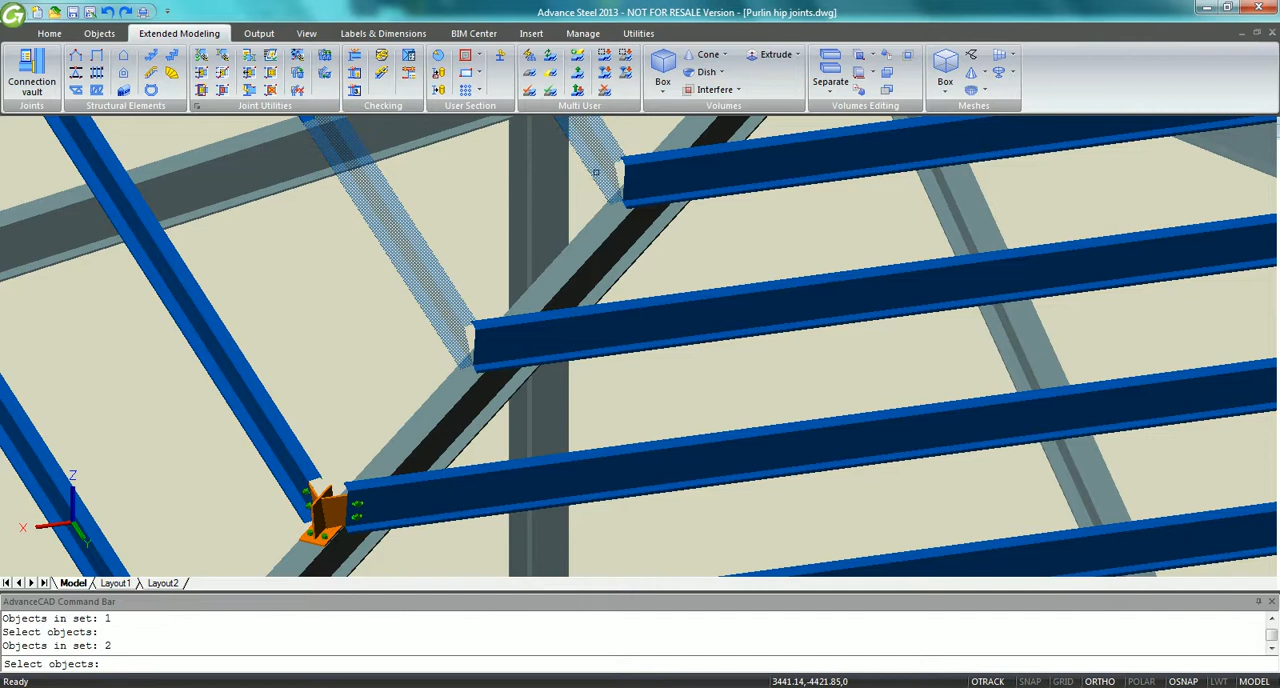 Advance Steel 2013 - NOT FOR RESALE Version - [Purlin hip joints.dwg]
Home Objects Extended Modeling Output View Labels & Dimensions BIM Center Insert Manage Utilities
Connection vault
Box
Cone
Dish
Interfere
Extrude
Separate
Box
Joints Structural Elements Joint Utilities Checking User Section Multi User Volumes Volumes Editing Meshes
Z
X
Y
Model Layout1 Layout2
AdvanceCAD Command Bar
Objects in set: 1
Select objects:
Objects in set: 2
Select objects:
Ready 3441.14,-4421.85,0 OTRACK SNAP GRID ORTHO POLAR OSNAP LWT MODEL